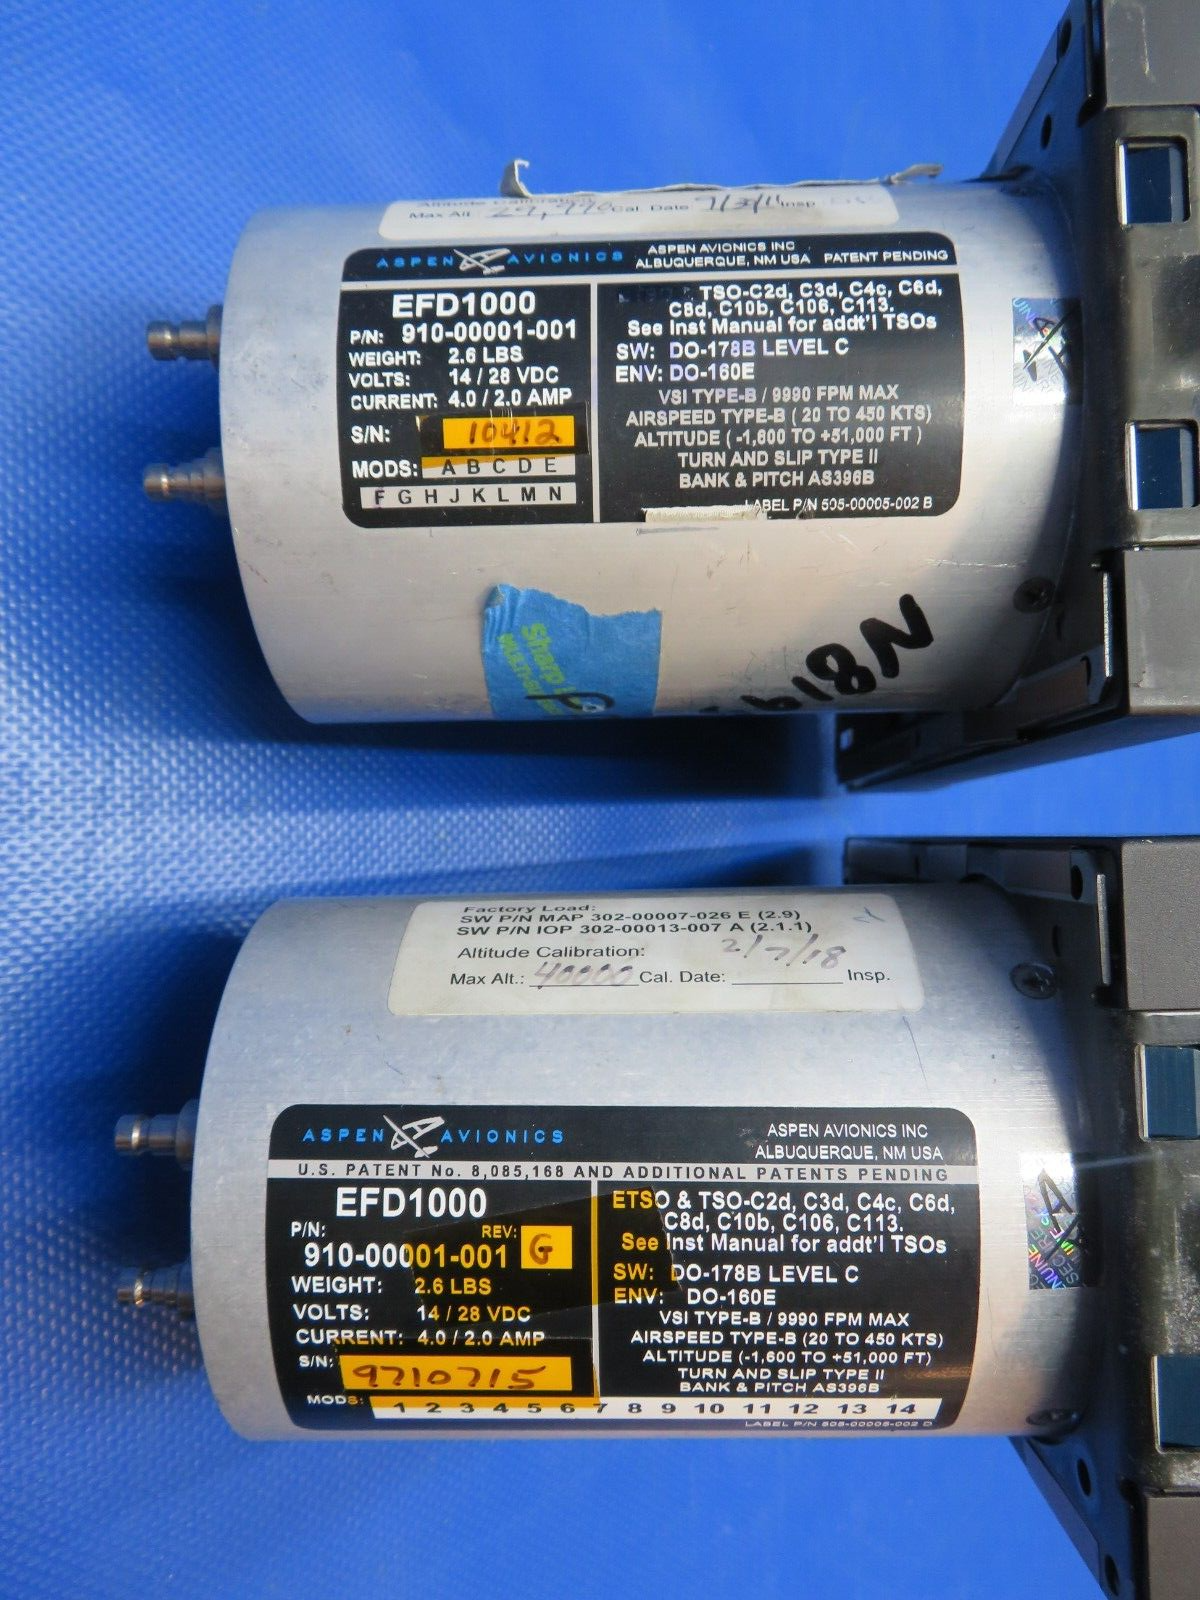 Altitude Calibration
Max Alt. 29,990 Cal. Date 9/30/11 Insp.
ASPEN AVIONICS
ASPEN AVIONICS INC
ALBUQUERQUE, NM USA PATENT PENDING
EFD1000
P/N: 910-00001-001
WEIGHT: 2.6 LBS
VOLTS: 14 / 28 VDC
CURRENT: 4.0 / 2.0 AMP
S/N: 10412
MODS: A B C D E
F G H J K L M N
TSO-C2d, C3d, C4c, C6d,
C8d, C10b, C106, C113.
See Inst Manual for addt'l TSOs
SW: DO-178B LEVEL C
ENV: DO-160E
VSI TYPE-B / 9990 FPM MAX
AIRSPEED TYPE-B ( 20 TO 450 KTS)
ALTITUDE ( -1,600 TO +51,000 FT )
TURN AND SLIP TYPE II
BANK & PITCH AS396B
LABEL P/N 505-00005-002 B
Sharp
N819
Factory Load:
SW P/N MAP 302-00007-026 E (2.9)
SW P/N IOP 302-00013-007 A (2.1.1)
Altitude Calibration: 2/7/18
Max Alt.: 40000 Cal. Date: Insp.
ASPEN AVIONICS
ASPEN AVIONICS INC
ALBUQUERQUE, NM USA
U.S. PATENT No. 8,085,168 AND ADDITIONAL PATENTS PENDING
EFD1000
P/N: REV:
910-00001-001 G
WEIGHT: 2.6 LBS
VOLTS: 14 / 28 VDC
CURRENT: 4.0 / 2.0 AMP
S/N: 9710715
MODS: 1 2 3 4 5 6 7 8 9 10 11 12 13 14
ETSO & TSO-C2d, C3d, C4c, C6d,
C8d, C10b, C106, C113.
See Inst Manual for addt'l TSOs
SW: DO-178B LEVEL C
ENV: DO-160E
VSI TYPE-B / 9990 FPM MAX
AIRSPEED TYPE-B (20 TO 450 KTS)
ALTITUDE (-1,600 TO +51,000 FT)
TURN AND SLIP TYPE II
BANK & PITCH AS396B
LABEL P/N 505-00005-002 D